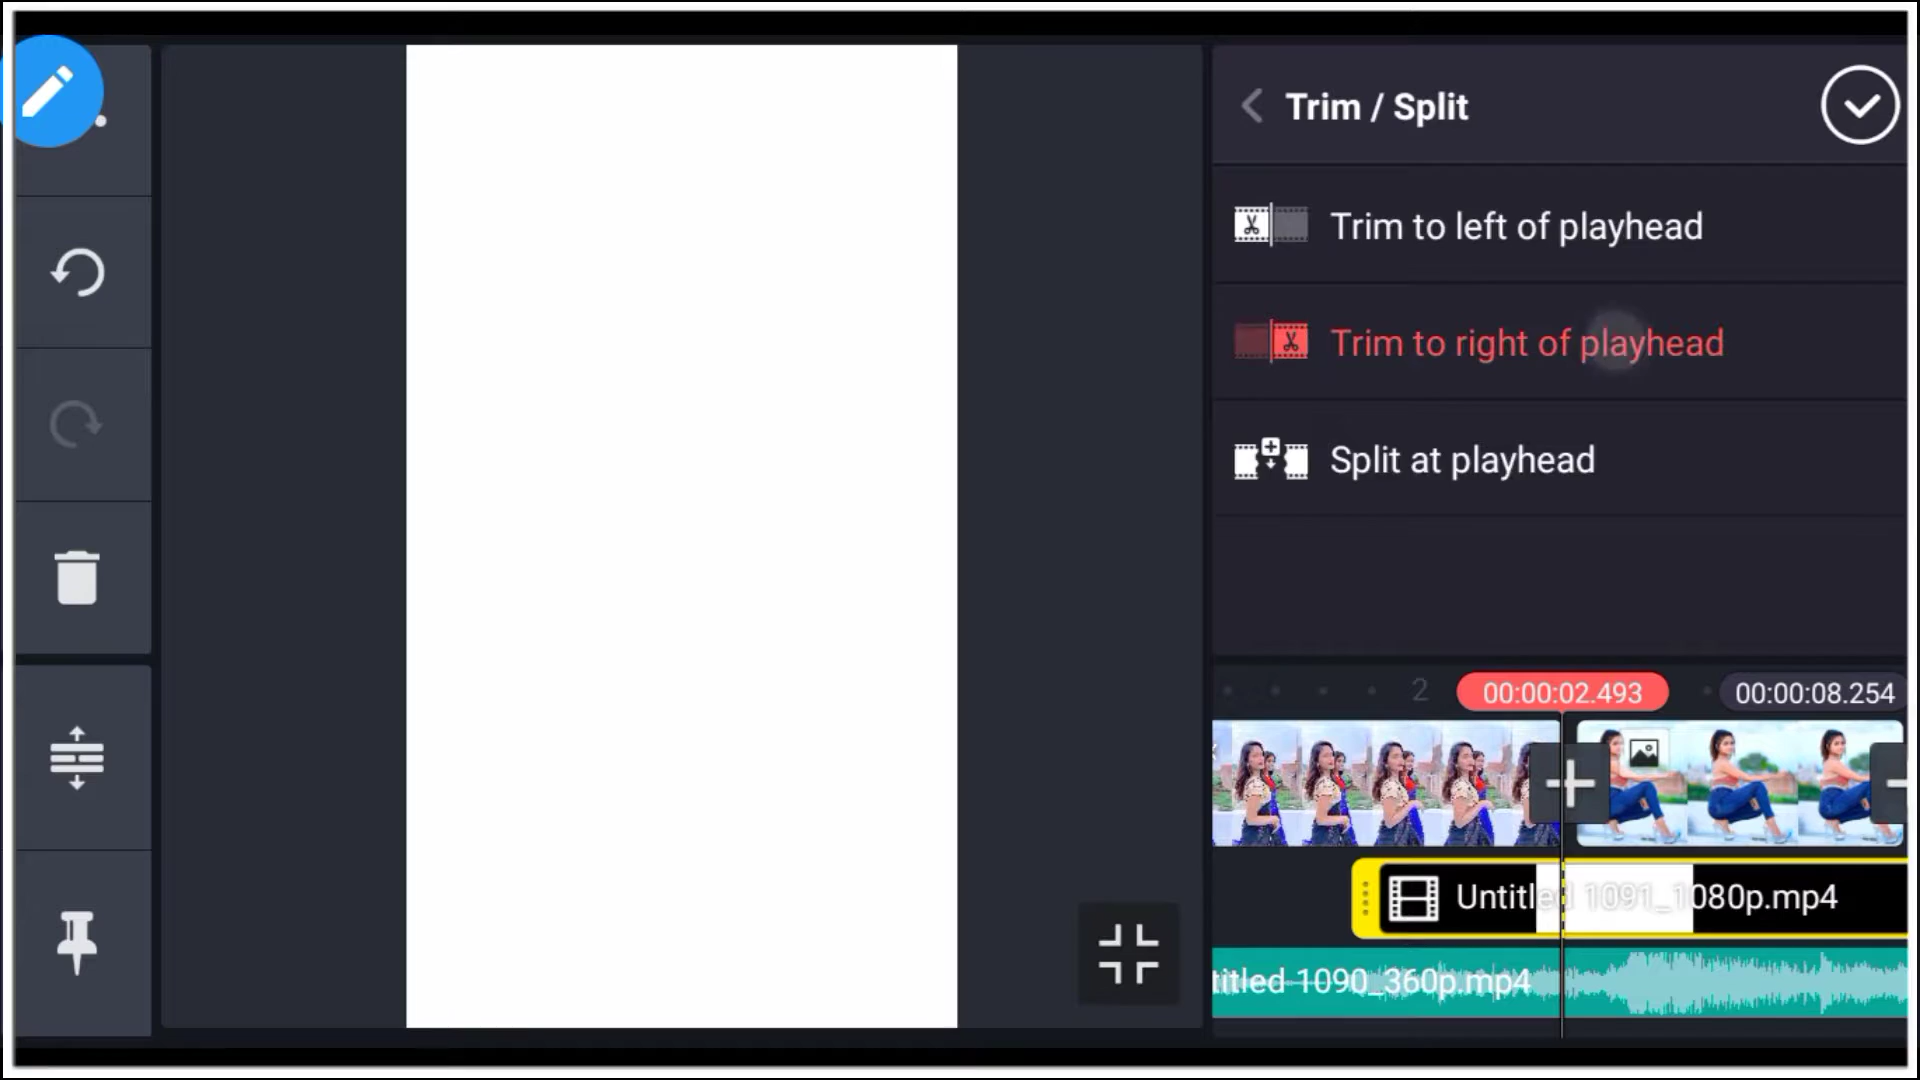 Trim / Split
Trim to left of playhead
Trim to right of playhead
Split at playhead
2
00:00:02.493
00:00:08.254
Untitled 1091_1080p.mp4
titled 1090_360p.mp4